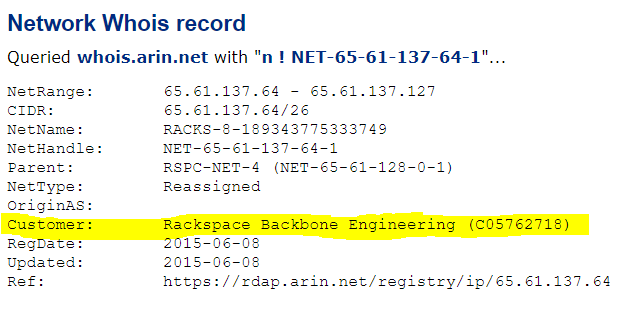 Network Whois record
Queried whois.arin.net with "n ! NET-65-61-137-64-1"...
NetRange: 65.61.137.64 - 65.61.137.127
CIDR: 65.61.137.64/26
NetName: RACKS-8-189343775333749
NetHandle: NET-65-61-137-64-1
Parent: RSPC-NET-4 (NET-65-61-128-0-1)
NetType: Reassigned
OriginAS:
Customer: Rackspace Backbone Engineering (C05762718)
RegDate: 2015-06-08
Updated: 2015-06-08
Ref: https://rdap.arin.net/registry/ip/65.61.137.64